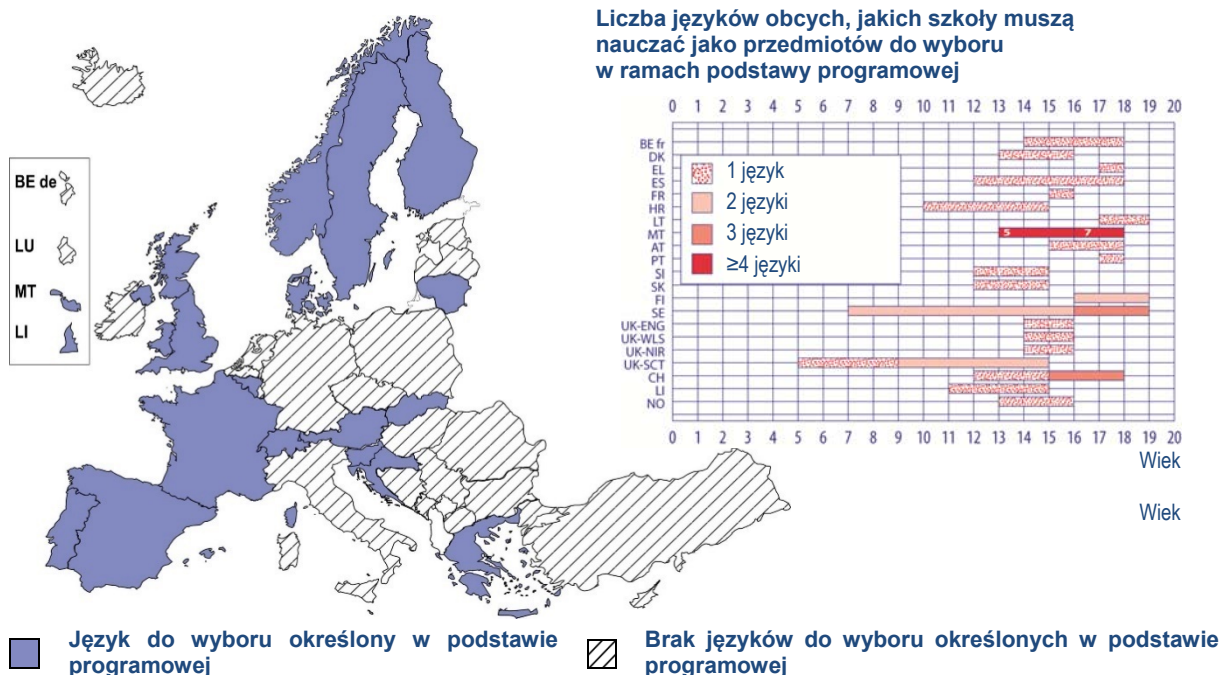 Liczba języków obcych, jakich szkoły muszą
nauczać jako przedmiotów do wyboru
w ramach podstawy programowej
0 1 2 3 4 5 6 7 8 9 10 11 12 13 14 15 16 17 18 19 20
BE fr
DK
EL
ES
FR
HR
LT
MT 5 7
AT
PT
SI
SK
FI
SE
UK-ENG
UK-WLS
UK-NIR
UK-SCT
CH
LI
NO
1 język
2 języki
3 języki
≥4 języki
0 1 2 3 4 5 6 7 8 9 10 11 12 13 14 15 16 17 18 19 20
Wiek
Wiek
BE de
LU
MT
LI
Język do wyboru określony w podstawie
programowej
Brak języków do wyboru określonych w podstawie
programowej